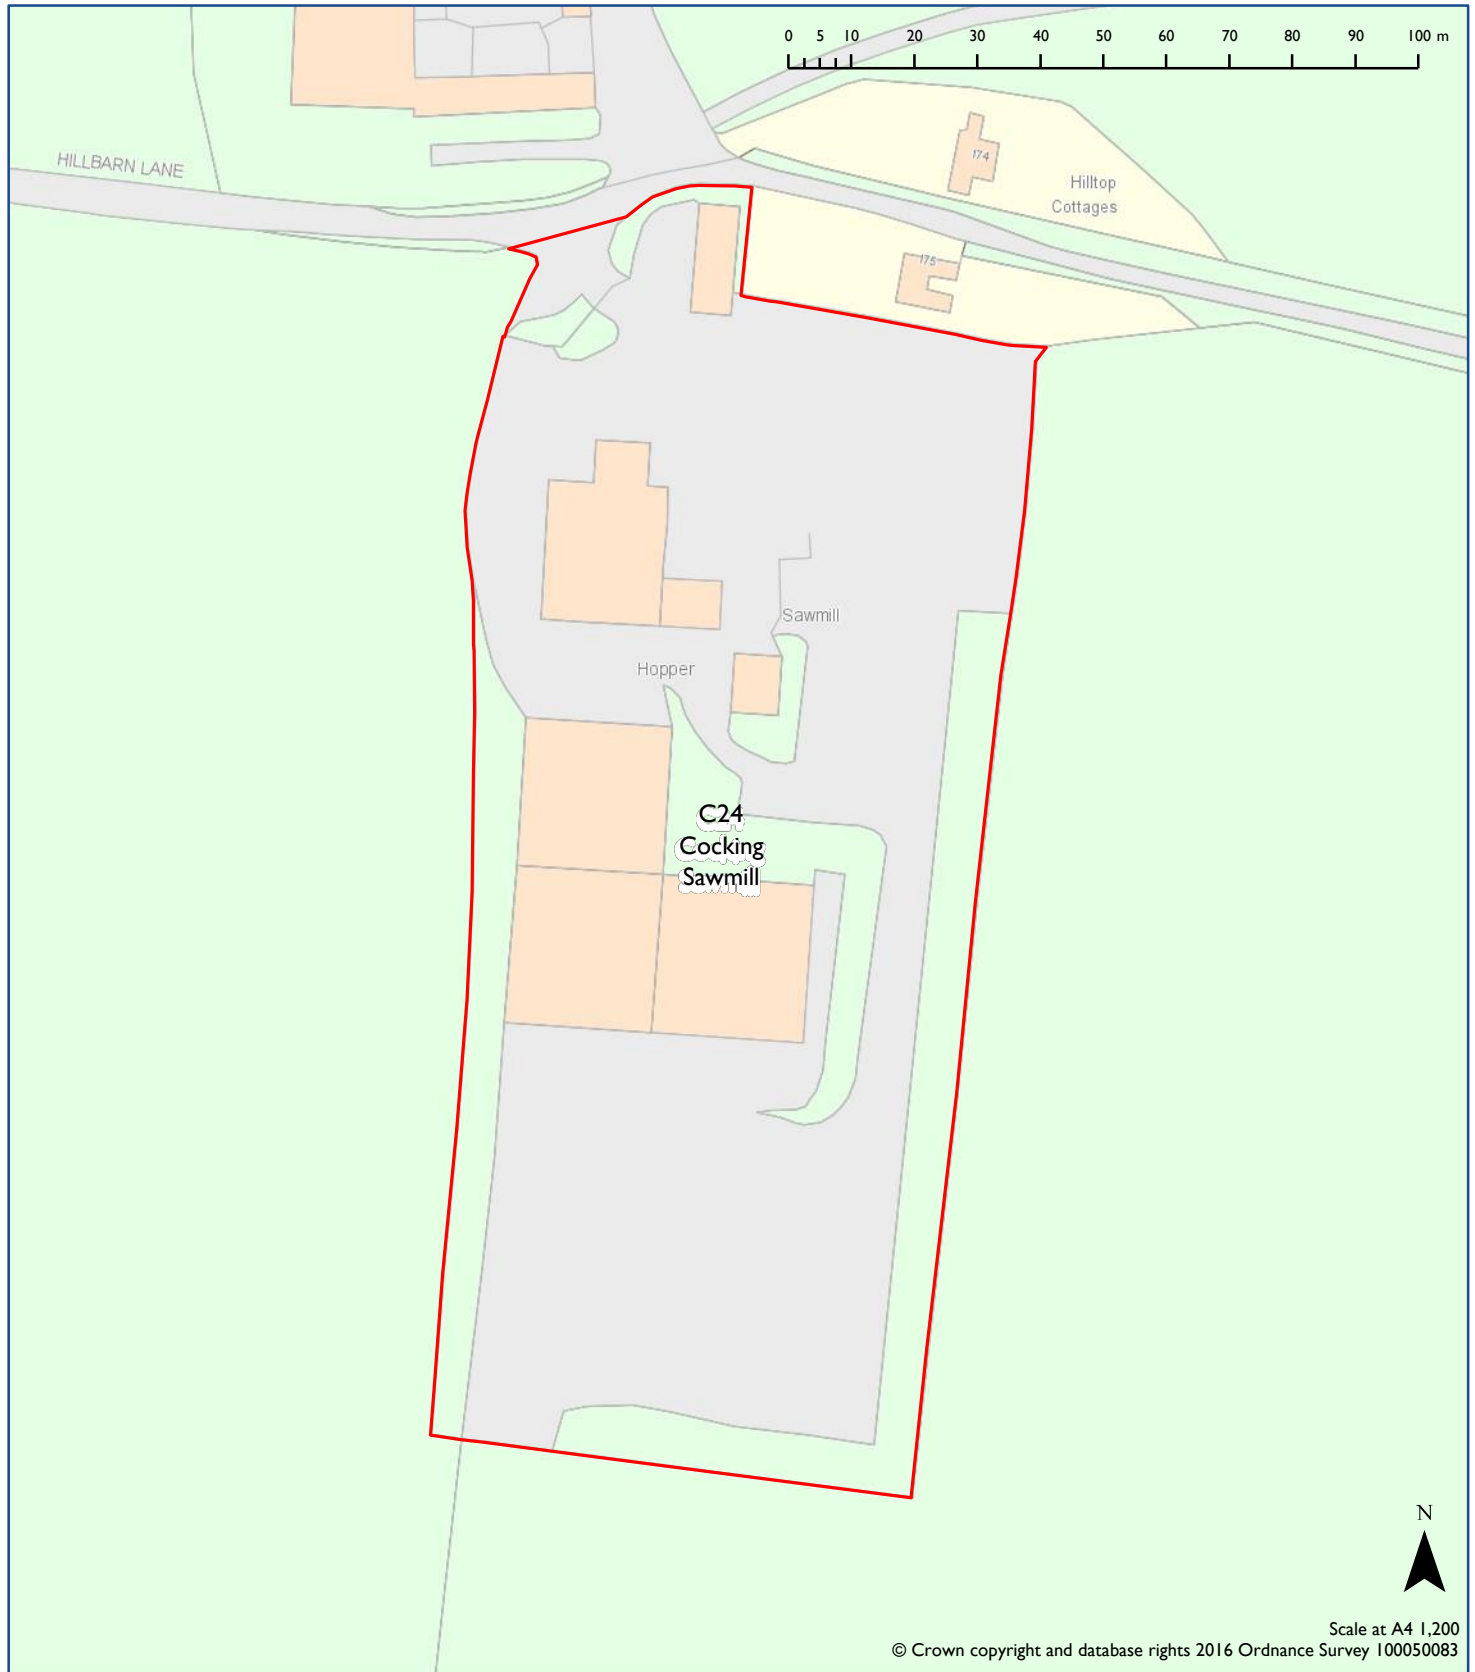 0 5 10 20 30 40 50 60 70 80 90 100 m
HILLBARN LANE
174
Hilltop
Cottages
175
Sawmill
Hopper
C24
Cocking
Sawmill
N
Scale at A4 1,200
© Crown copyright and database rights 2016 Ordnance Survey 100050083